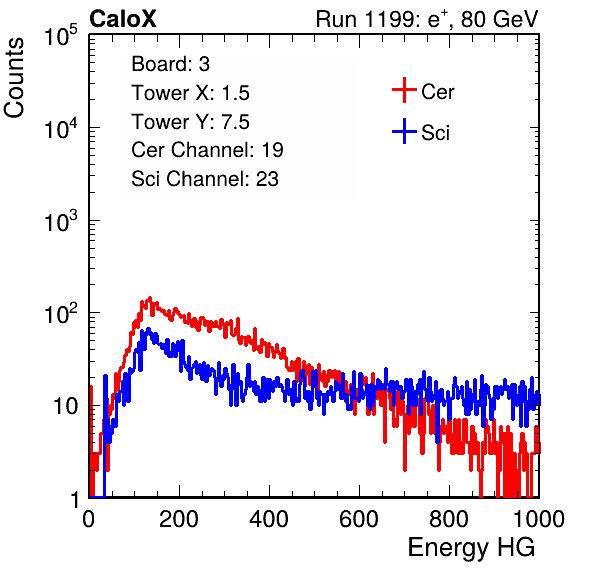 CaloX
Run 1199: e⁺, 80 GeV
Counts
10⁵
10⁴
10³
10²
10
1
Board: 3
Tower X: 1.5
Tower Y: 7.5
Cer Channel: 19
Sci Channel: 23
Cer
Sci
0 200 400 600 800 1000
Energy HG